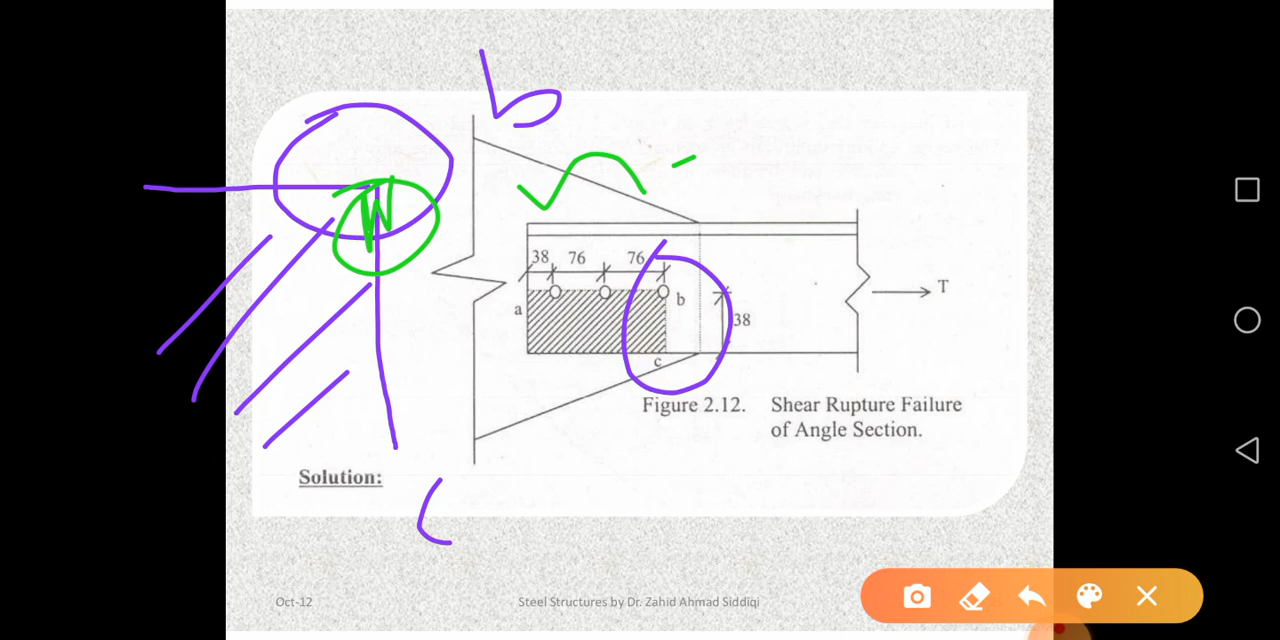 b
38 76 76
a
b
T
38
c
Figure 2.12. Shear Rupture Failure
of Angle Section.
Solution:
Oct-12 Steel Structures by Dr. Zahid Ahmad Siddiqi